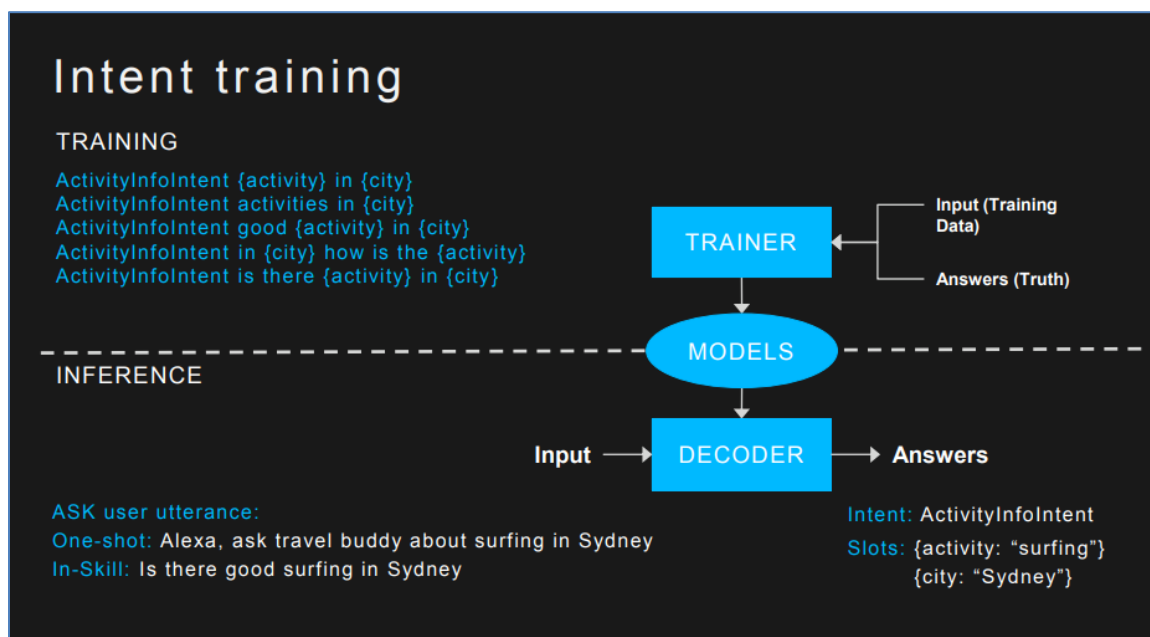 Intent training
TRAINING
ActivityInfoIntent {activity} in {city}
ActivityInfoIntent activities in {city}
ActivityInfoIntent good {activity} in {city}
ActivityInfoIntent in {city} how is the {activity}
ActivityInfoIntent is there {activity} in {city}
TRAINER
Input (Training
Data)
Answers (Truth)
MODELS
INFERENCE
Input
DECODER
Answers
ASK user utterance:
One-shot: Alexa, ask travel buddy about surfing in Sydney
In-Skill: Is there good surfing in Sydney
Intent: ActivityInfoIntent
Slots: {activity: “surfing”}
{city: “Sydney”}